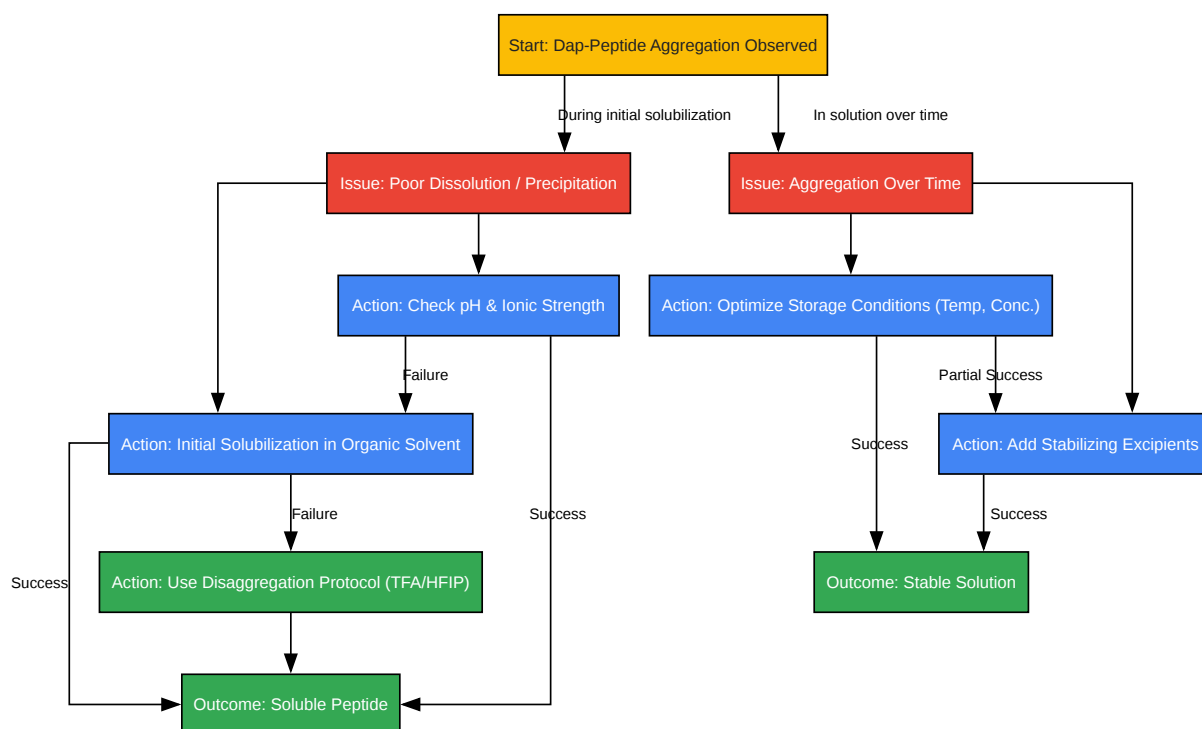 Start: Dap-Peptide Aggregation Observed
During initial solubilization
In solution over time
Issue: Poor Dissolution / Precipitation
Issue: Aggregation Over Time
Action: Check pH & Ionic Strength
Action: Optimize Storage Conditions (Temp, Conc.)
Failure
Partial Success
Action: Initial Solubilization in Organic Solvent
Success
Action: Add Stabilizing Excipients
Failure
Success
Success
Success
Action: Use Disaggregation Protocol (TFA/HFIP)
Outcome: Stable Solution
Outcome: Soluble Peptide